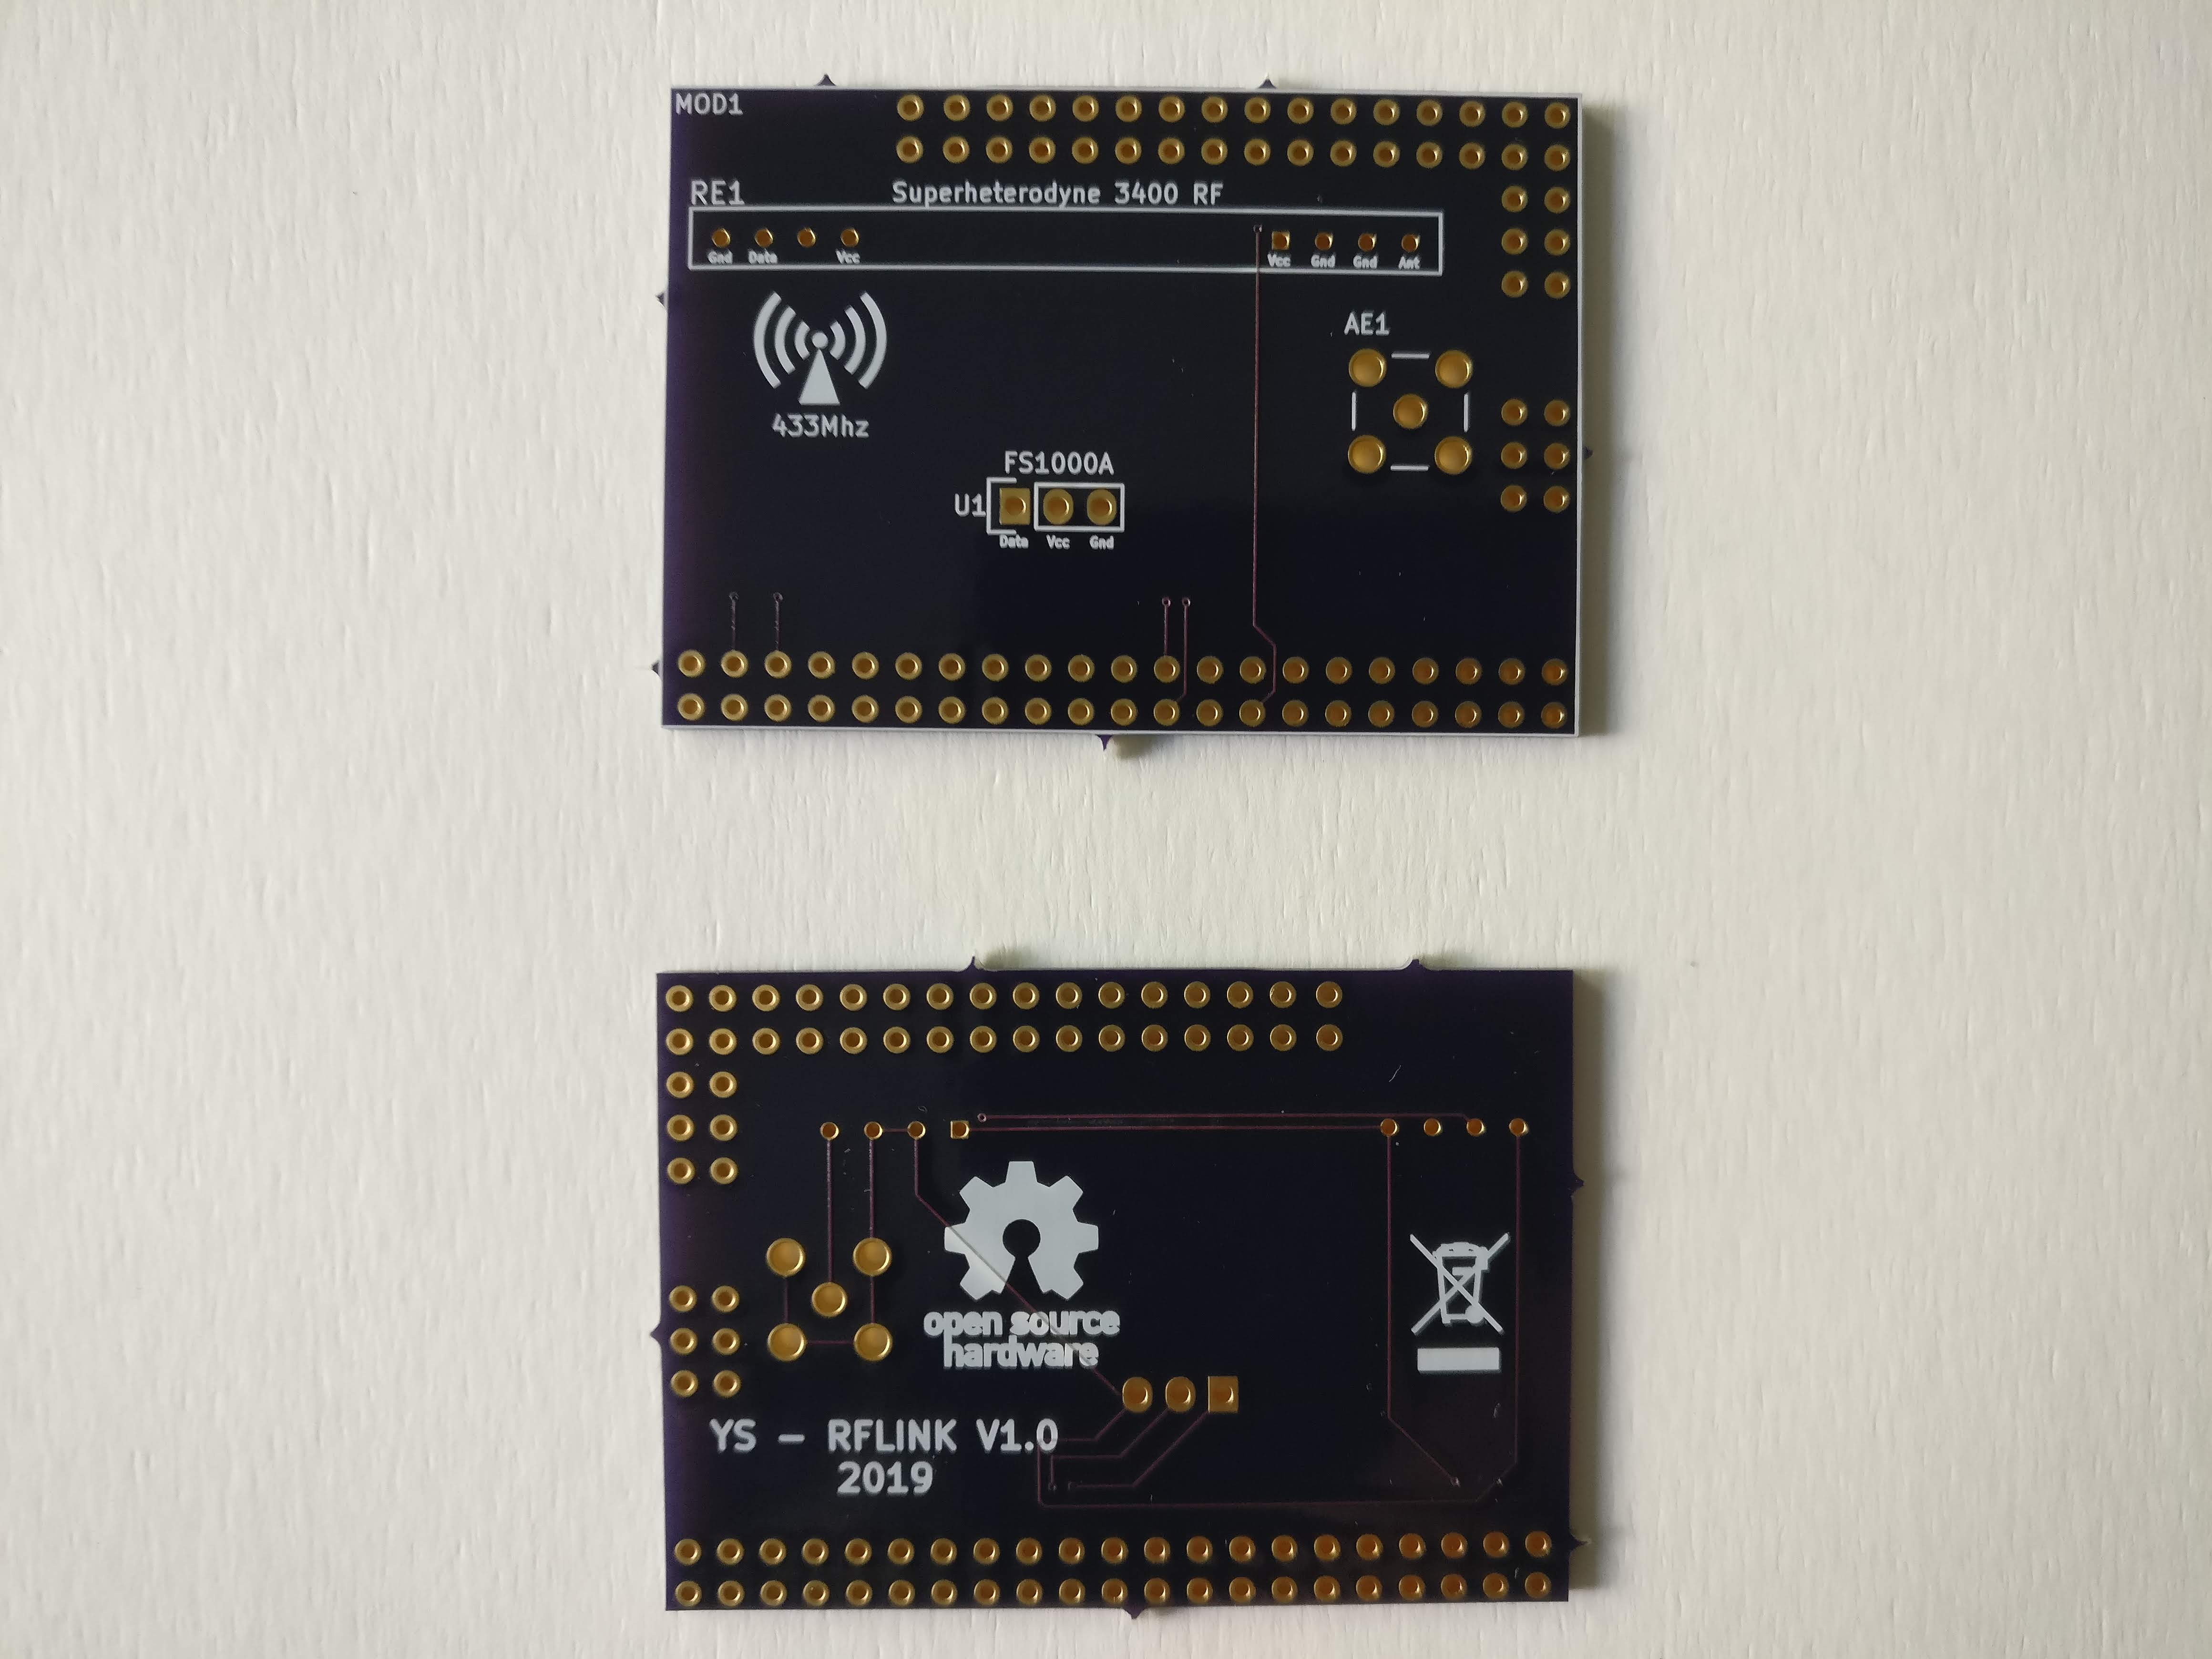 MOD1
RE1 Superheterodyne 3400 RF
Gnd Data Vcc Vcc Gnd Gnd Ant
AE1
433Mhz
FS1000A
U1
Data Vcc Gnd
open source
hardware
YS - RFLINK V1.0
2019